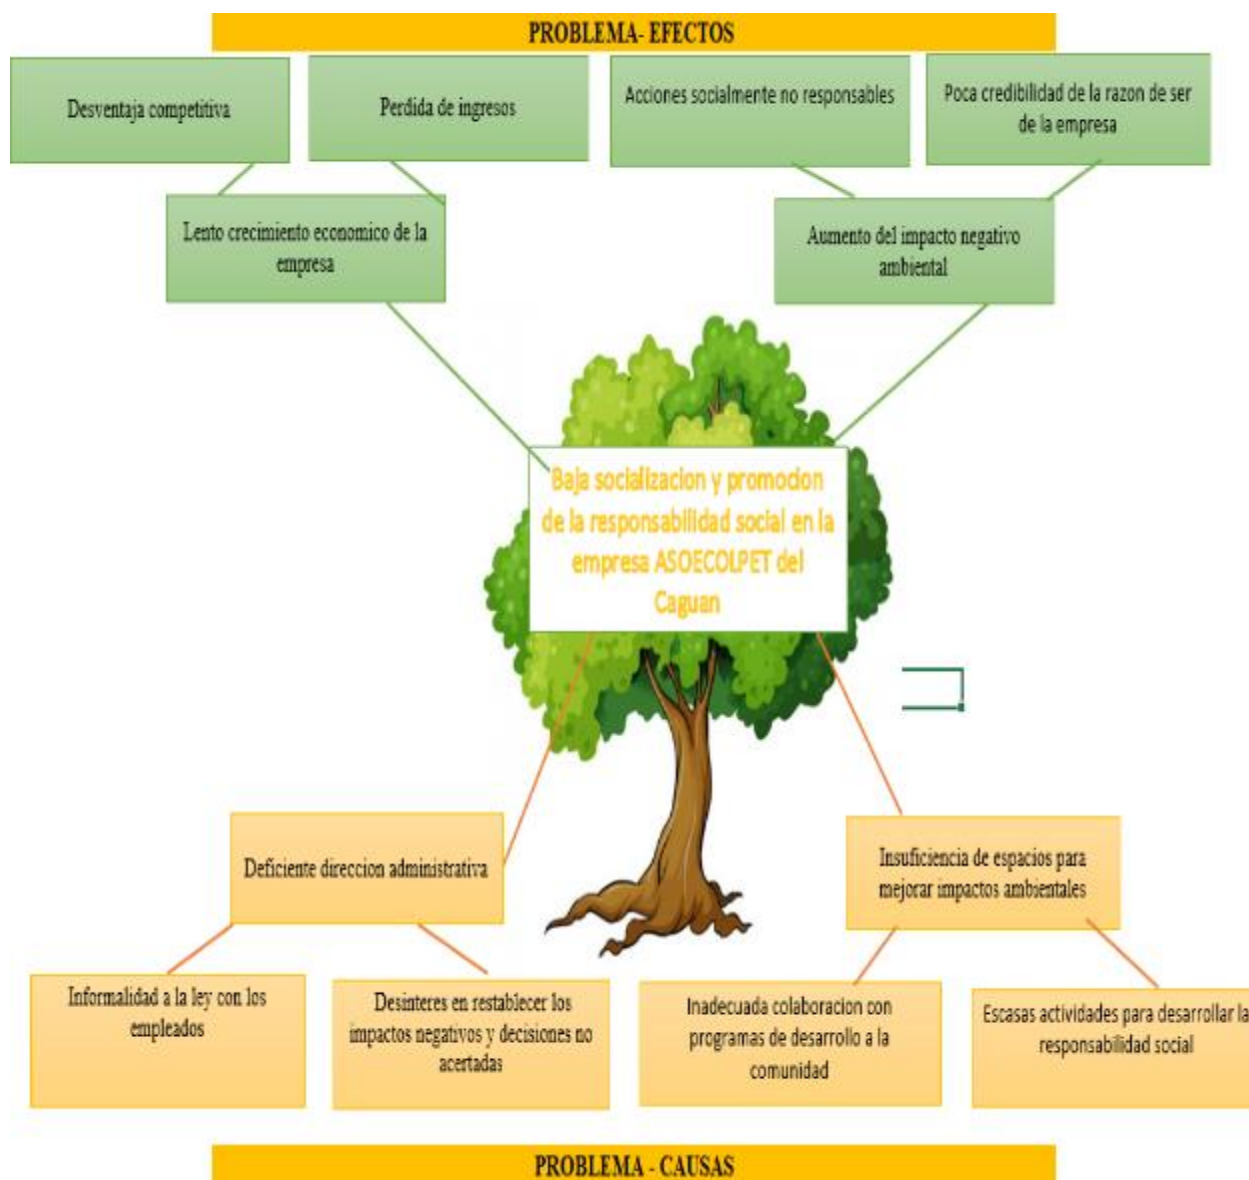 PROBLEMA- EFECTOS
Desventaja competitiva
Perdida de ingresos
Acciones socialmente no responsables
Poca credibilidad de la razon de ser
de la empresa
Lento crecimiento economico de la
empresa
Aumento del impacto negativo
ambiental
Baja socializacion y promocion
de la responsabilidad social en la
empresa ASOECOLPET del
Caguan
Deficiente direccion administrativa
Insuficiencia de espacios para
mejorar impactos ambientales
Informalidad a la ley con los
empleados
Desinteres en restablecer los
impactos negativos y decisiones no
acertadas
Inadecuada colaboracion con
programas de desarrollo a la
comunidad
Escasas actividades para desarrollar la
responsabilidad social
PROBLEMA - CAUSAS